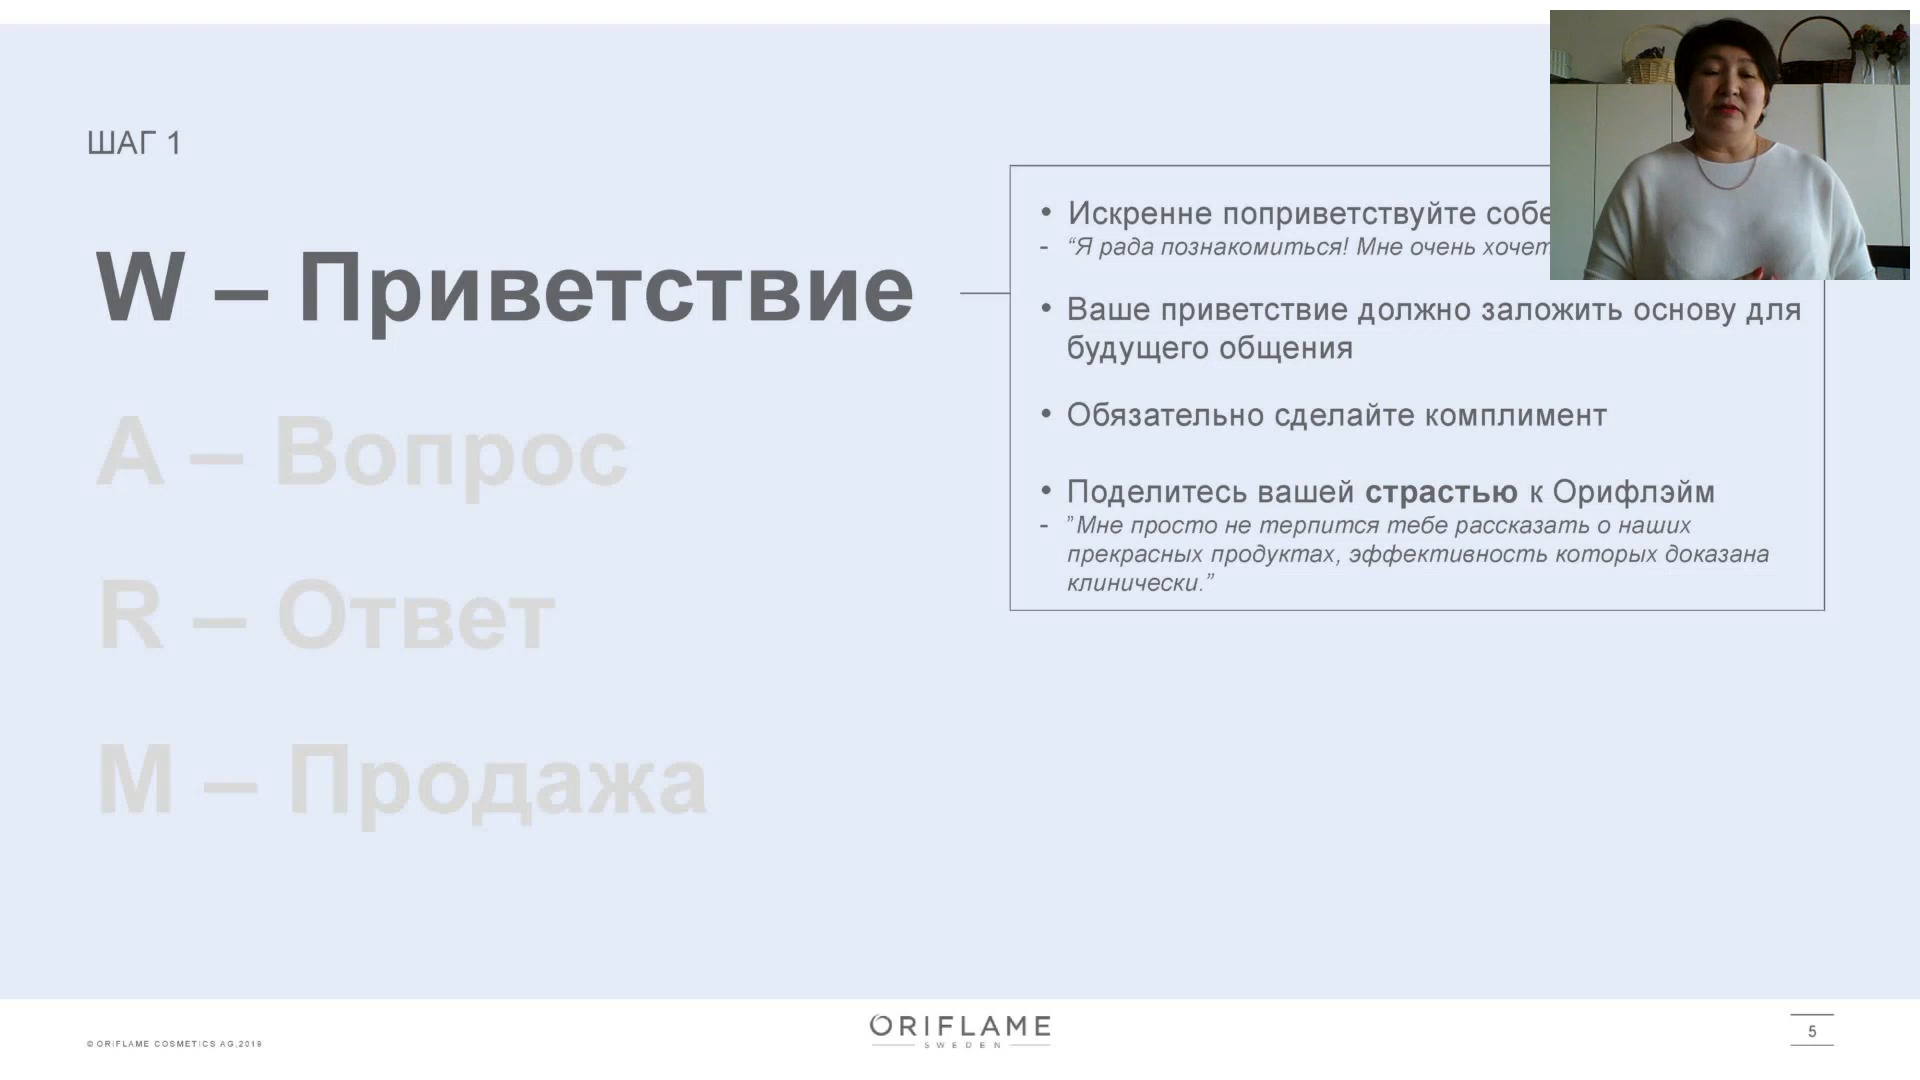 ШАГ 1
W – Приветствие
A – Вопрос
R – Ответ
M – Продажа
• Искренне поприветствуйте
- “Я рада познакомиться! Мне очень
• Ваше приветствие должно заложить основу для
будущего общения
• Обязательно сделайте комплимент
• Поделитесь вашей страстью к Орифлэйм
- ”Мне просто не терпится тебе рассказать о наших
прекрасных продуктах, эффективность которых доказана
клинически.”
© ORIFLAME COSMETICS AG,2019
ORIFLAME
SWEDEN
5